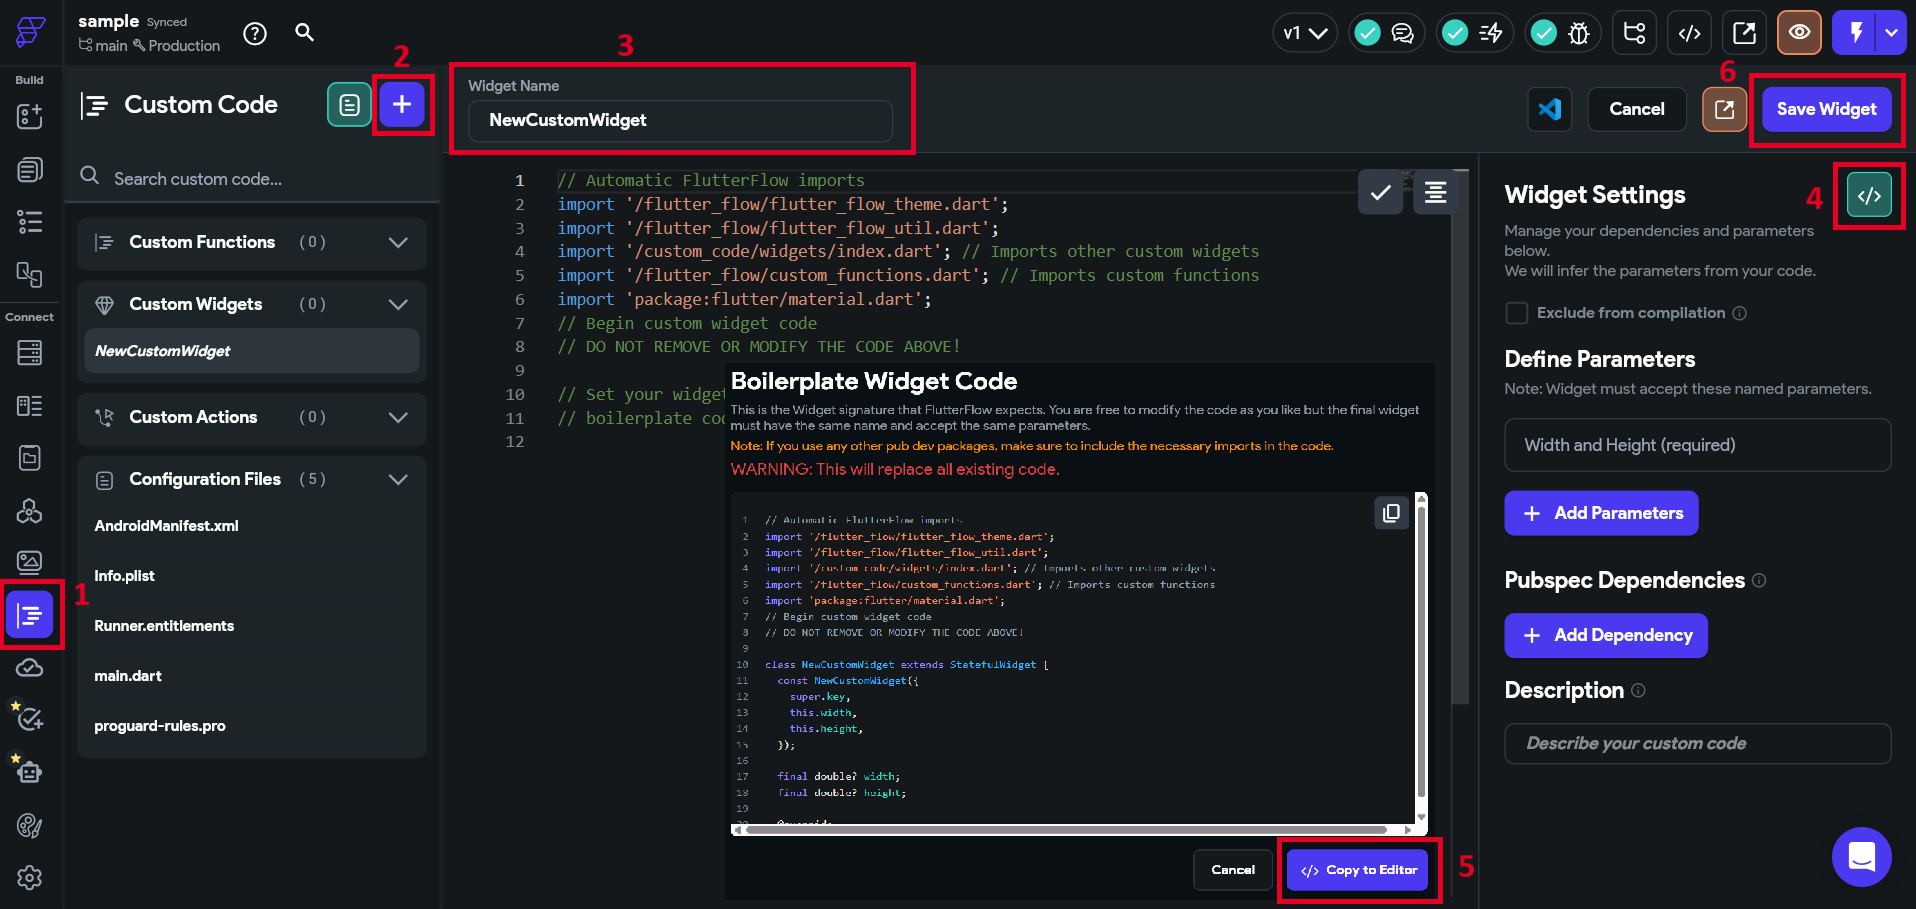 sample Synced
main Production
v1
Build
Custom Code
2
3
Widget Name
NewCustomWidget
Cancel
6
Save Widget
Search custom code...
Custom Functions (0)
Custom Widgets (0)
NewCustomWidget
Custom Actions (0)
Configuration Files (5)
AndroidManifest.xml
Info.plist
Runner.entitlements
main.dart
proguard-rules.pro
Connect
1
1 // Automatic FlutterFlow imports
2 import '/flutter_flow/flutter_flow_theme.dart';
3 import '/flutter_flow/flutter_flow_util.dart';
4 import '/custom_code/widgets/index.dart'; // Imports other custom widgets
5 import '/flutter_flow/custom_functions.dart'; // Imports custom functions
6 import 'package:flutter/material.dart';
7 // Begin custom widget code
8 // DO NOT REMOVE OR MODIFY THE CODE ABOVE!
9
10 // Set your widget
11 // boilerplate co
12
Boilerplate Widget Code
This is the Widget signature that FlutterFlow expects. You are free to modify the code as you like but the final widget
must have the same name and accept the same parameters.
Note: If you use any other pub dev packages, make sure to include the necessary imports in the code.
WARNING: This will replace all existing code.
1 // Automatic FlutterFlow imports
2 import '/flutter_flow/flutter_flow_theme.dart';
3 import '/flutter_flow/flutter_flow_util.dart';
4 import '/custom_code/widgets/index.dart'; // Imports other custom widgets
5 import '/flutter_flow/custom_functions.dart'; // Imports custom functions
6 import 'package:flutter/material.dart';
7 // Begin custom widget code
8 // DO NOT REMOVE OR MODIFY THE CODE ABOVE!
9
10 class NewCustomWidget extends StatefulWidget {
11 const NewCustomWidget({
12 super.key,
13 this.width,
14 this.height,
15 });
16
17 final double? width;
18 final double? height;
19
20 @override
Cancel
</> Copy to Editor
5
Widget Settings
4
Manage your dependencies and parameters
below.
We will infer the parameters from your code.
Exclude from compilation
Define Parameters
Note: Widget must accept these named parameters.
Width and Height (required)
+ Add Parameters
Pubspec Dependencies
+ Add Dependency
Description
Describe your custom code